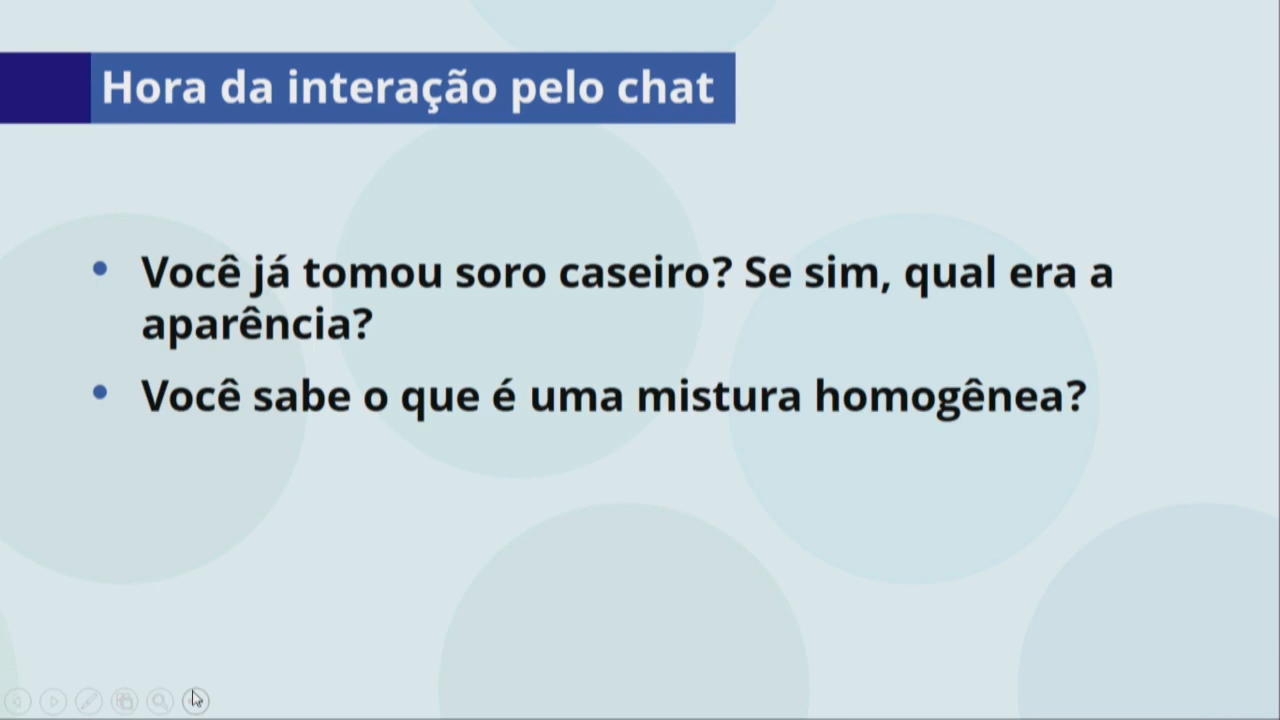 Hora da interação pelo chat
• Você já tomou soro caseiro? Se sim, qual era a
aparência?
• Você sabe o que é uma mistura homogênea?